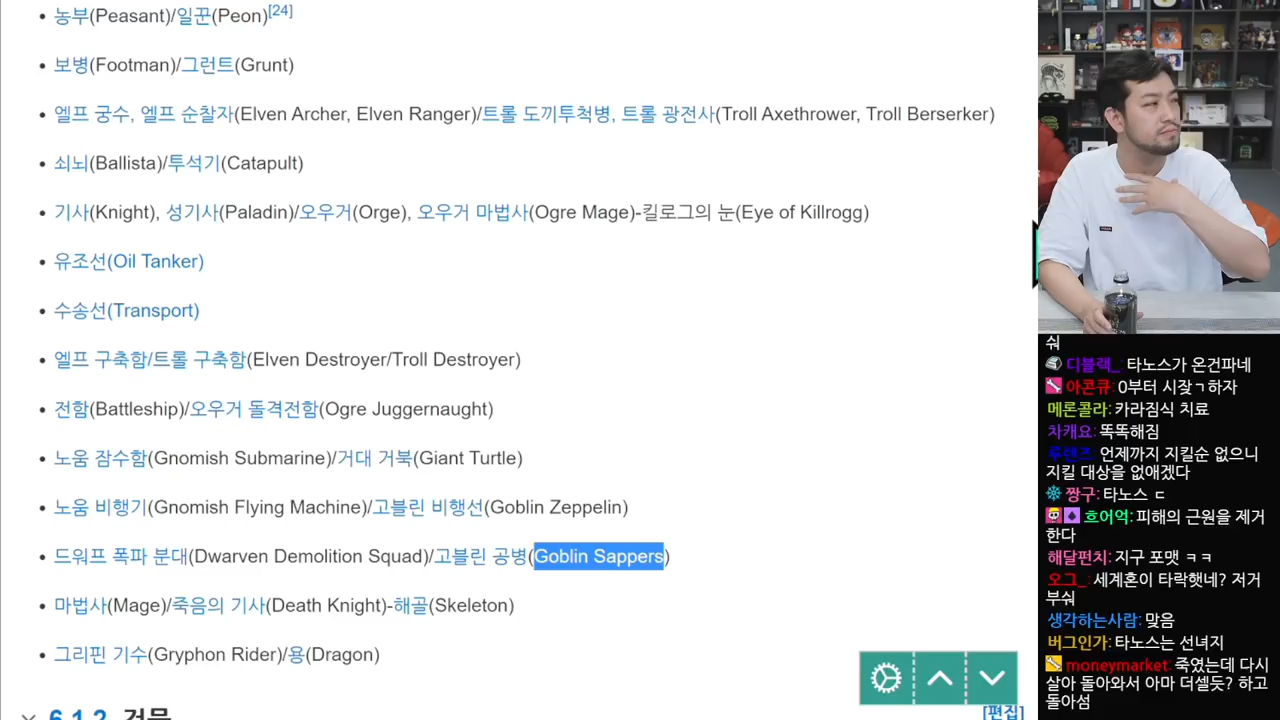 농부(Peasant)/일꾼(Peon)[24]
보병(Footman)/그런트(Grunt)
엘프 궁수, 엘프 순찰자(Elven Archer, Elven Ranger)/트롤 도끼투척병, 트롤 광전사(Troll Axethrower, Troll Berserker)
쇠뇌(Ballista)/투석기(Catapult)
기사(Knight), 성기사(Paladin)/오우거(Orge), 오우거 마법사(Ogre Mage)-킬로그의 눈(Eye of Killrogg)
유조선(Oil Tanker)
수송선(Transport)
엘프 구축함/트롤 구축함(Elven Destroyer/Troll Destroyer)
전함(Battleship)/오우거 돌격전함(Ogre Juggernaught)
노움 잠수함(Gnomish Submarine)/거대 거북(Giant Turtle)
노움 비행기(Gnomish Flying Machine)/고블린 비행선(Goblin Zeppelin)
드워프 폭파 분대(Dwarven Demolition Squad)/고블린 공병(Goblin Sappers)
마법사(Mage)/죽음의 기사(Death Knight)-해골(Skeleton)
그리핀 기수(Gryphon Rider)/용(Dragon)
6.1.2. 건물
[편집]
숴
디블랙_: 타노스가 온건파네
아콘큐: 0부터 시잦ㄱ하자
메론콜라: 카라짐식 치료
차캐요: 똑똑해짐
루렌즈: 언제까지 지킬순 없으니
지킬 대상을 없애겠다
짱구: 타노스 ㄷ
흐어억: 피해의 근원을 제거
한다
해달펀치: 지구 포맷 ㅋㅋ
오그_: 세계혼이 타락햇네? 저거
부숴
생각하는사람: 맞음
버그인가: 타노스는 선녀지
moneymarket: 죽였는데 다시
살아 돌아와서 아마 더셀듯? 하고
돌아섬